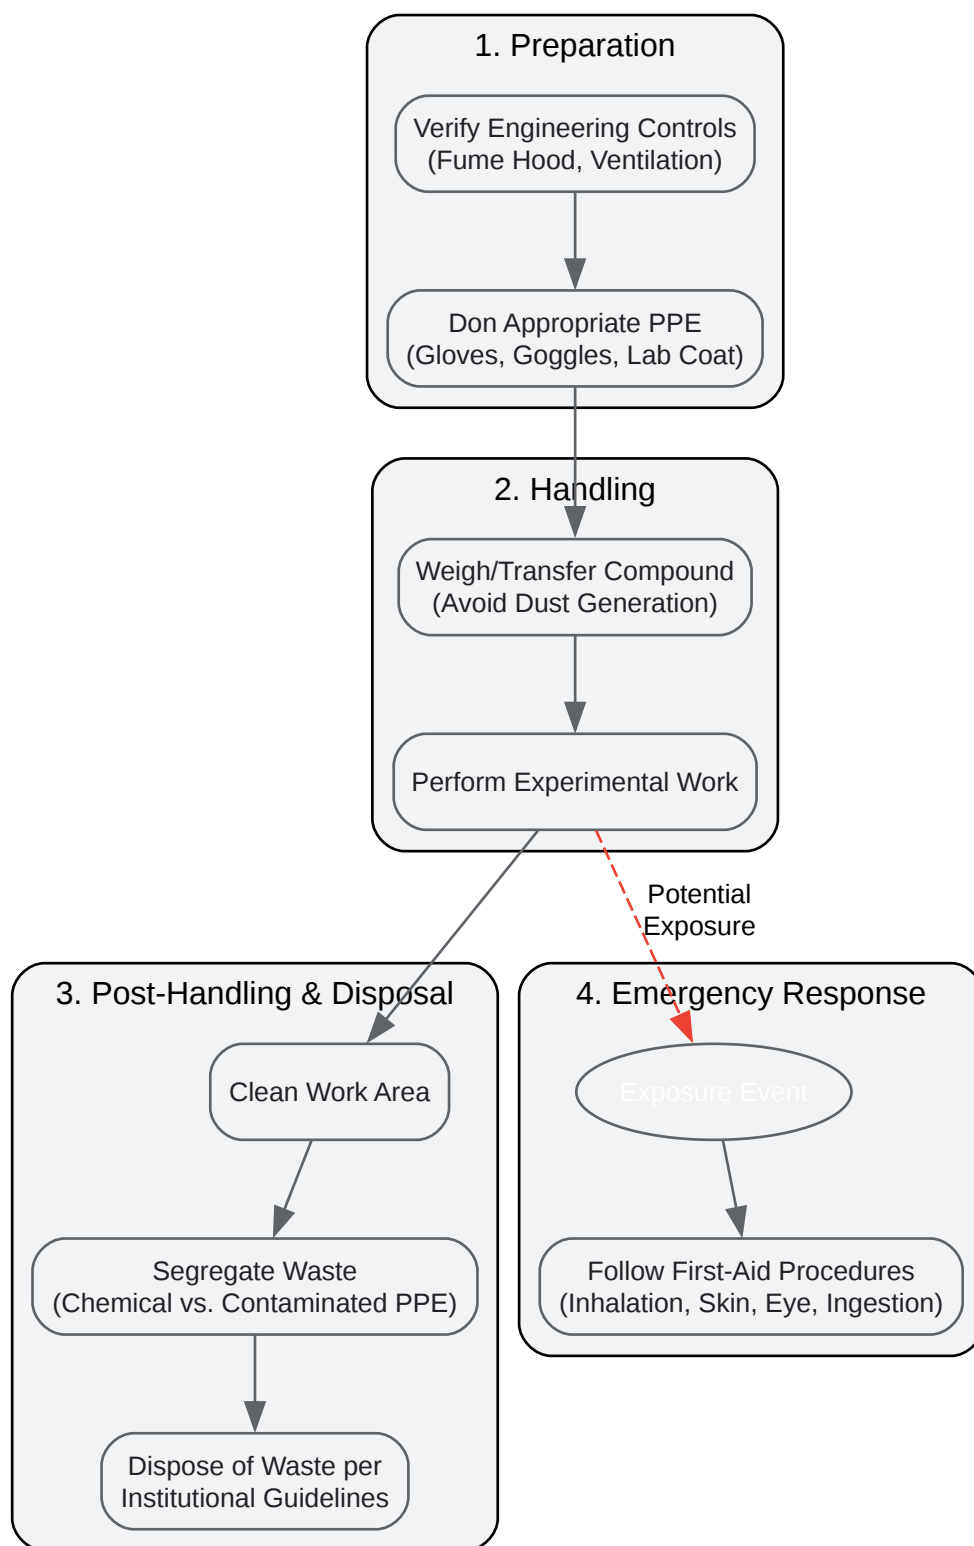 1. Preparation
Verify Engineering Controls
(Fume Hood, Ventilation)
Don Appropriate PPE
(Gloves, Goggles, Lab Coat)
2. Handling
Weigh/Transfer Compound
(Avoid Dust Generation)
Perform Experimental Work
Potential
Exposure
3. Post-Handling & Disposal
Clean Work Area
Segregate Waste
(Chemical vs. Contaminated PPE)
Dispose of Waste per
Institutional Guidelines
4. Emergency Response
Exposure Event
Follow First-Aid Procedures
(Inhalation, Skin, Eye, Ingestion)